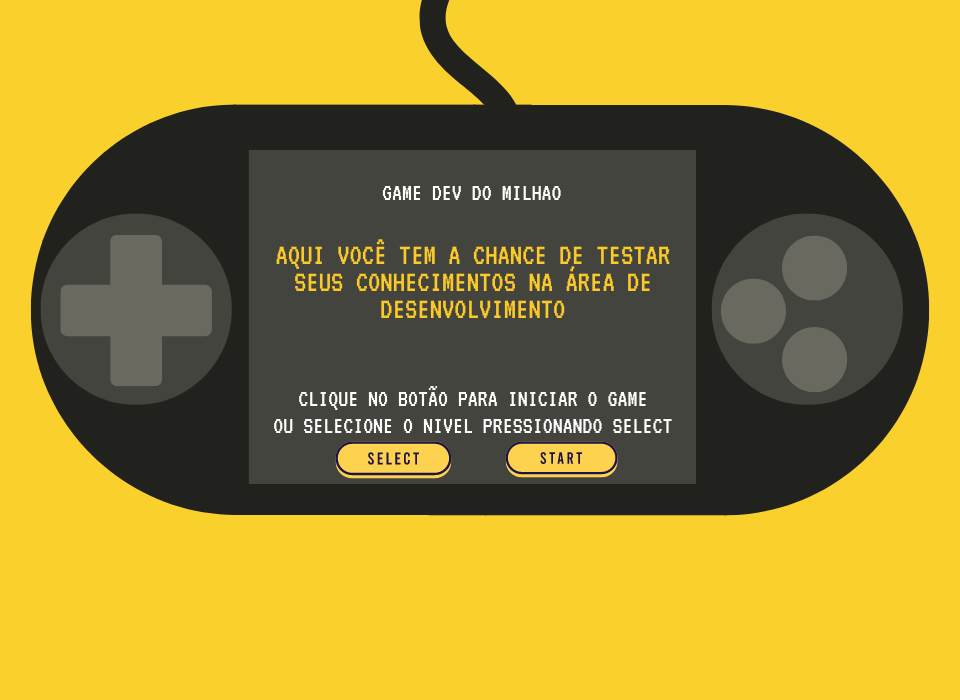 GAME DEV DO MILHAO
AQUI VOCÊ TEM A CHANCE DE TESTAR
SEUS CONHECIMENTOS NA ÁREA DE
DESENVOLVIMENTO
CLIQUE NO BOTÃO PARA INICIAR O GAME
OU SELECIONE O NIVEL PRESSIONANDO SELECT
SELECT START